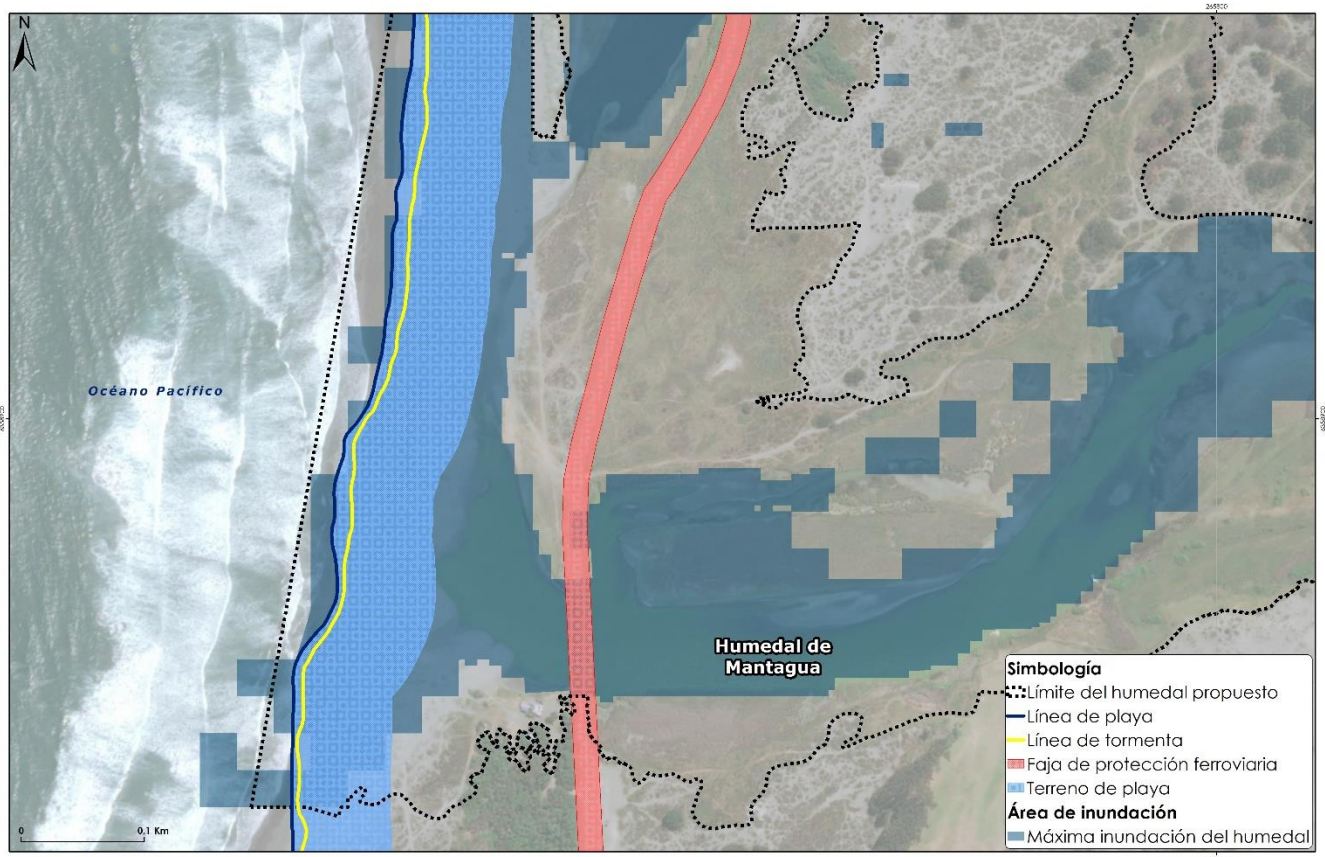 265800
N
Océano Pacífico
Humedal de
Mantagua
0
0,1 Km
Simbología
Límite del humedal propuesto
Línea de playa
Línea de tormenta
Faja de protección ferroviaria
Terreno de playa
Área de inundación
Máxima inundación del humedal